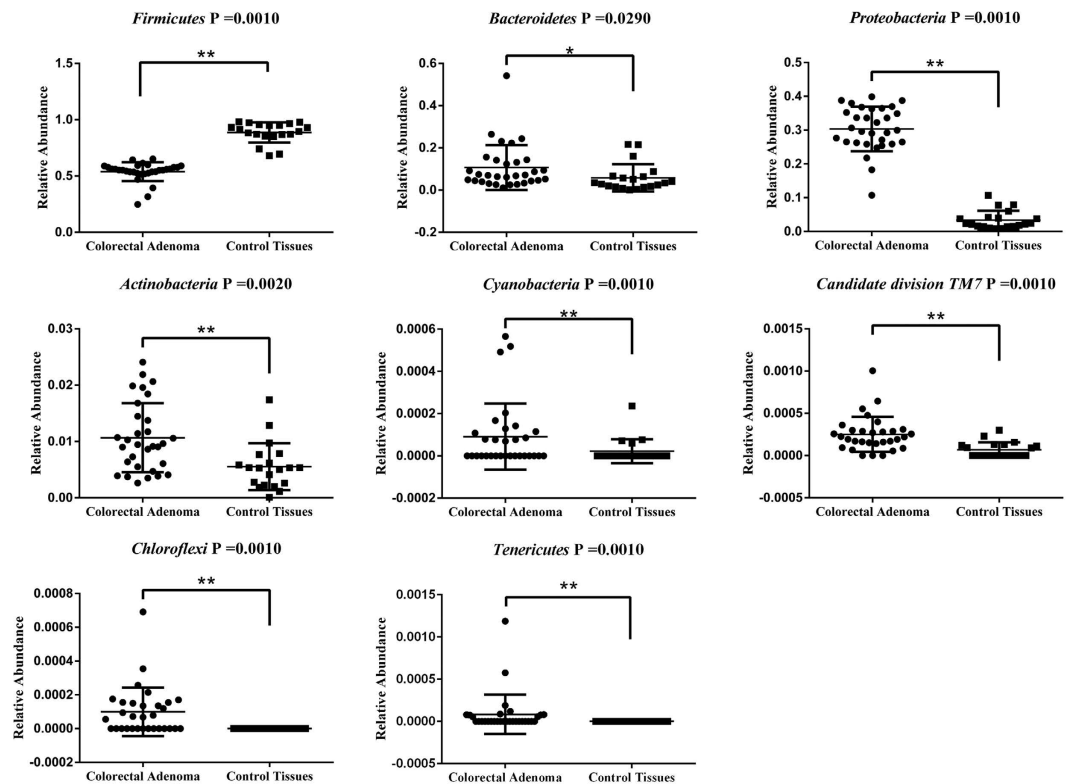 Firmicutes P =0.0010
**
Relative Abundance
1.5
1.0
0.5
0.0
Colorectal Adenoma
Control Tissues
Bacteroidetes P =0.0290
*
Relative Abundance
0.6
0.4
0.2
0.0
-0.2
Colorectal Adenoma
Control Tissues
Proteobacteria P =0.0010
**
Relative Abundance
0.5
0.4
0.3
0.2
0.1
0.0
Colorectal Adenoma
Control Tissues
Actinobacteria P =0.0020
**
Relative Abundance
0.03
0.02
0.01
0.00
Colorectal Adenoma
Control Tissues
Cyanobacteria P =0.0010
**
Relative Abundance
0.0006
0.0004
0.0002
0.0000
-0.0002
Colorectal Adenoma
Control Tissues
Candidate division TM7 P =0.0010
**
Relative Abundance
0.0015
0.0010
0.0005
0.0000
-0.0005
Colorectal Adenoma
Control Tissues
Chloroflexi P =0.0010
**
Relative Abundance
0.0008
0.0006
0.0004
0.0002
0.0000
-0.0002
Colorectal Adenoma
Control Tissues
Tenericutes P =0.0010
**
Relative Abundance
0.0015
0.0010
0.0005
0.0000
-0.0005
Colorectal Adenoma
Control Tissues